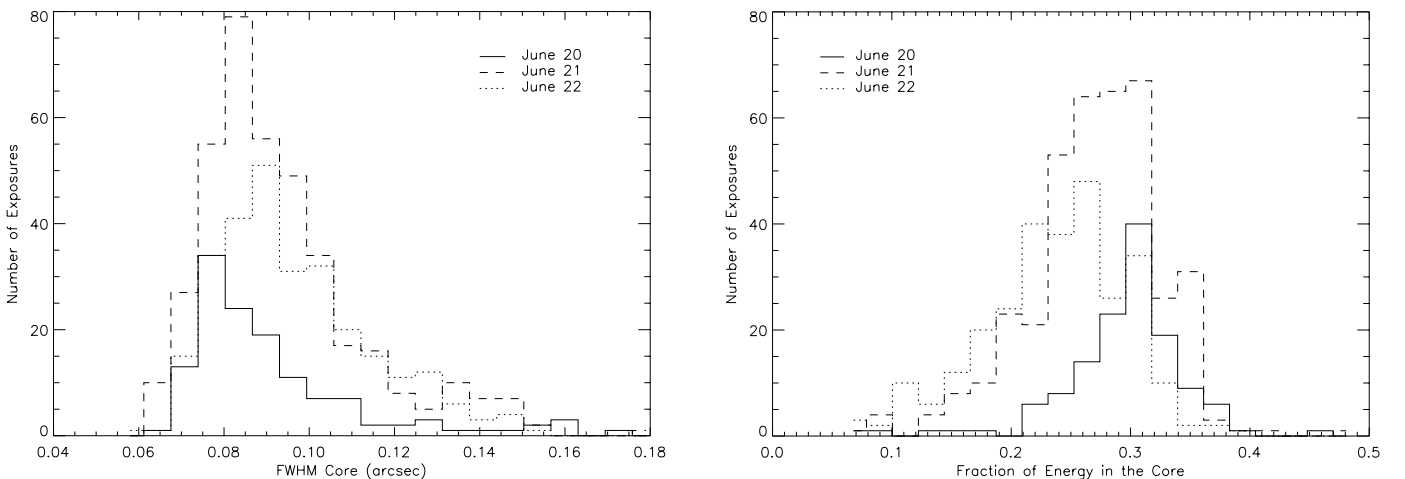 80
60
40
20
0
0.04 0.06 0.08 0.10 0.12 0.14 0.16 0.18
FWHM Core (arcsec)
Number of Exposures
June 20
June 21
June 22
80
60
40
20
0
0.0 0.1 0.2 0.3 0.4 0.5
Fraction of Energy in the Core
Number of Exposures
June 20
June 21
June 22